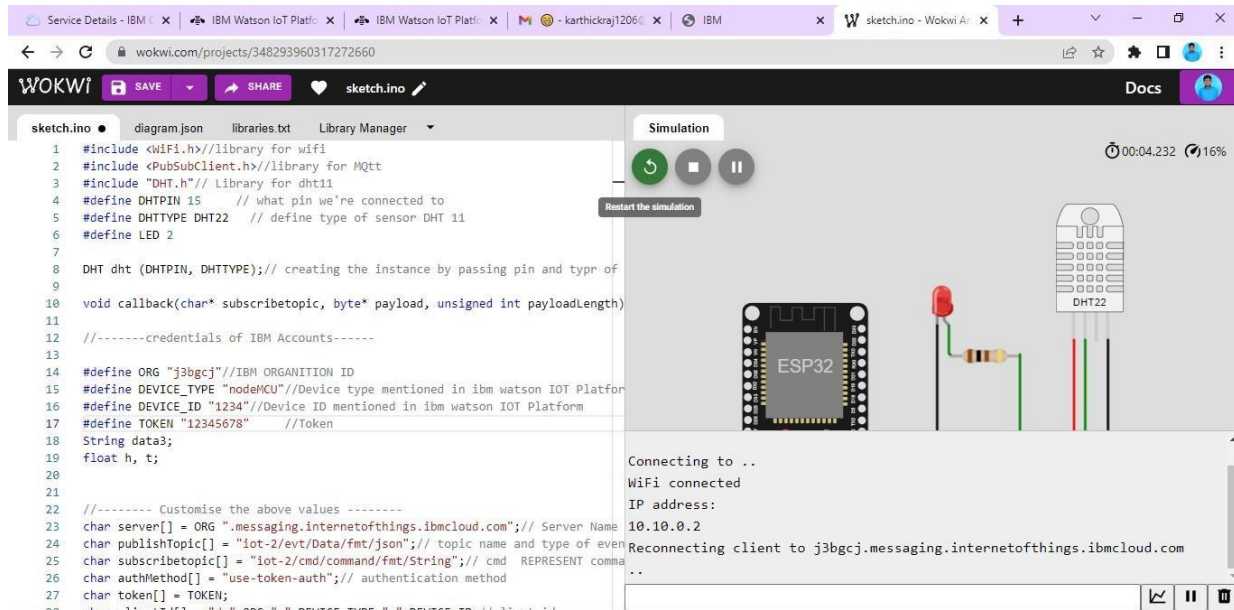 Service Details - IBM C
IBM Watson IoT Platfo
IBM Watson IoT Platfo
- karthickraj1206@
IBM
sketch.ino - Wokwi Ar
wokwi.com/projects/348293960317272660
WOKWI
SAVE
SHARE
sketch.ino
Docs
sketch.ino
diagram.json
libraries.txt
Library Manager
1 #include <WiFi.h>//library for wifi
2 #include <PubSubClient.h>//library for MQtt
3 #include "DHT.h"// Library for dht11
4 #define DHTPIN 15 // what pin we're connected to
5 #define DHTTYPE DHT22 // define type of sensor DHT 11
6 #define LED 2
7
8 DHT dht (DHTPIN, DHTTYPE);// creating the instance by passing pin and typr of
9
10 void callback(char* subscribetopic, byte* payload, unsigned int payloadLength)
11
12 //-------credentials of IBM Accounts------
13
14 #define ORG "j3bgcj"//IBM ORGANITION ID
15 #define DEVICE_TYPE "nodeMCU"//Device type mentioned in ibm watson IOT Platfor
16 #define DEVICE_ID "1234"//Device ID mentioned in ibm watson IOT Platform
17 #define TOKEN "12345678" //Token
18 String data3;
19 float h, t;
20
21
22 //-------- Customise the above values --------
23 char server[] = ORG ".messaging.internetofthings.ibmcloud.com";// Server Name
24 char publishTopic[] = "iot-2/evt/Data/fmt/json";// topic name and type of even
25 char subscribetopic[] = "iot-2/cmd/command/fmt/String";// cmd REPRESENT comma
26 char authMethod[] = "use-token-auth";// authentication method
27 char token[] = TOKEN;
Simulation
00:04.232
16%
Restart the simulation
ESP32
DHT22
Connecting to ..
WiFi connected
IP address:
10.10.0.2
Reconnecting client to j3bgcj.messaging.internetofthings.ibmcloud.com
..